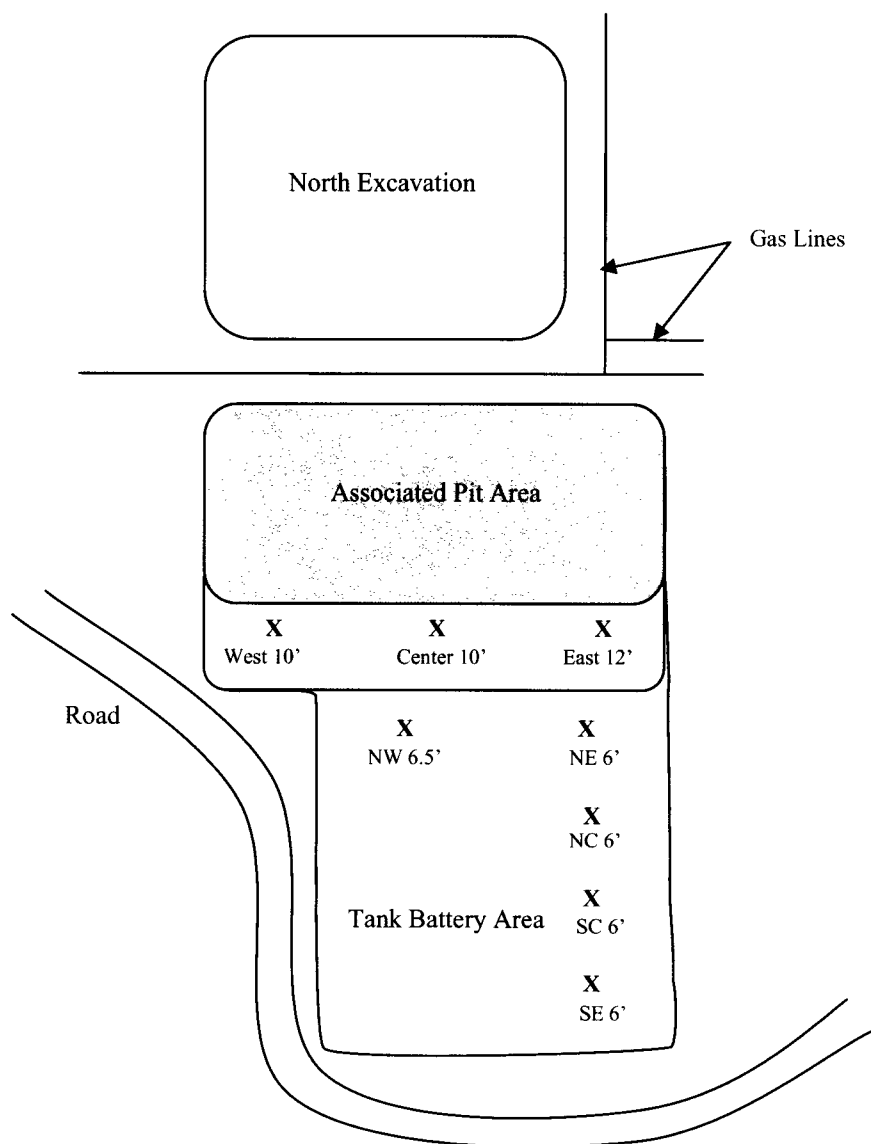 North Excavation
Gas Lines
Associated Pit Area
X X X
West 10’ Center 10’ East 12’
Road
X X
NW 6.5’ NE 6’
X
NC 6’
X
Tank Battery Area
SC 6’
X
SE 6’